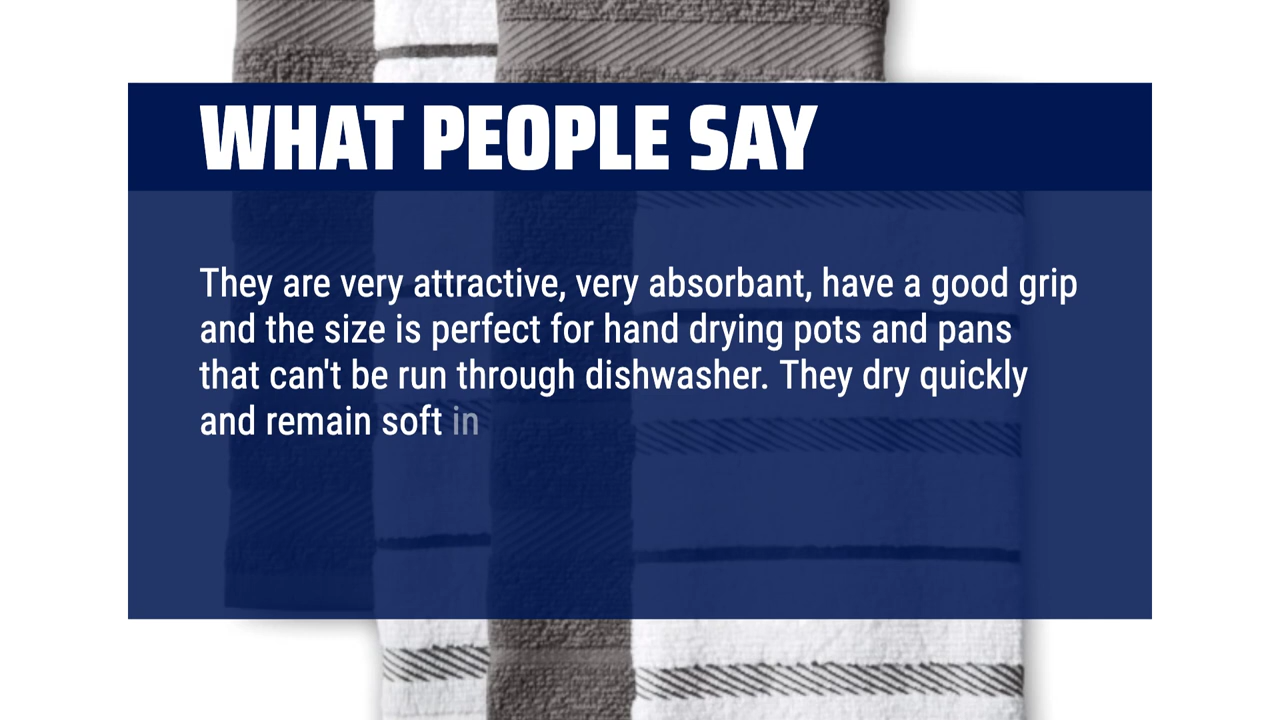 WHAT PEOPLE SAY
They are very attractive, very absorbant, have a good grip
and the size is perfect for hand drying pots and pans
that can't be run through dishwasher. They dry quickly
and remain soft in